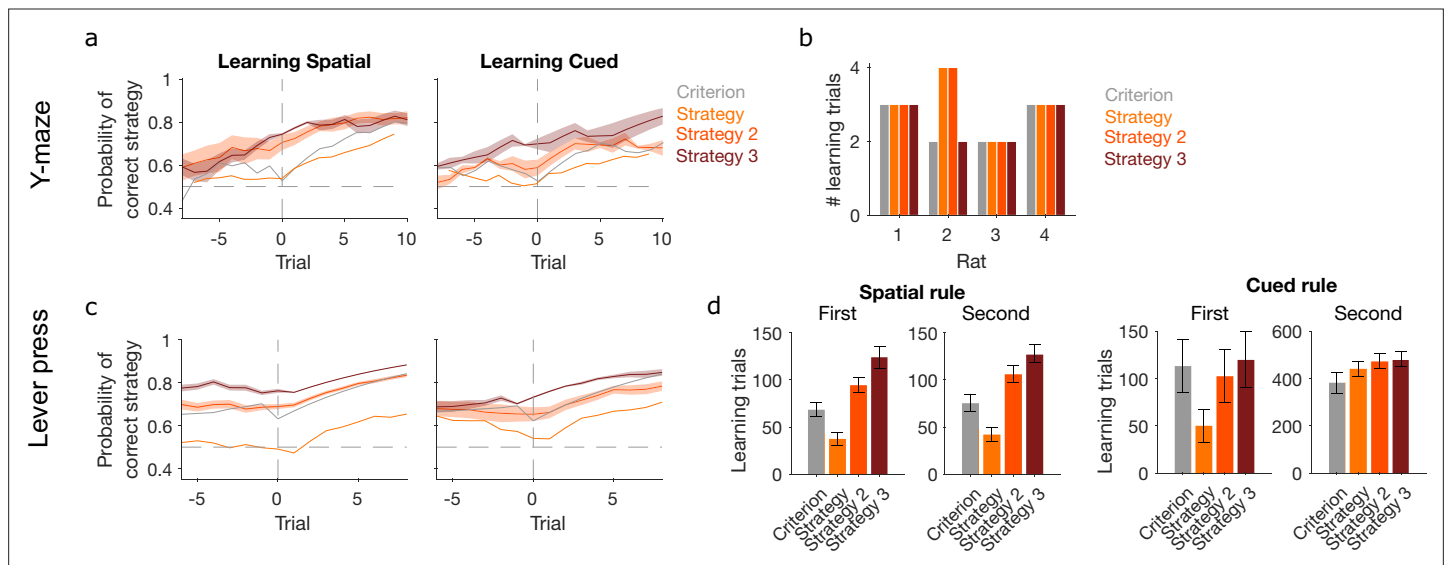 Y-maze
a
Learning Spatial
Learning Cued
Probability of
correct strategy
1
0.8
0.6
0.4
-5
0
5
10
Trial
-5
0
5
10
Trial
Criterion
Strategy
Strategy 2
Strategy 3
b
# learning trials
4
2
0
1
2
3
4
Rat
Criterion
Strategy
Strategy 2
Strategy 3
Lever press
c
Probability of
correct strategy
1
0.8
0.6
0.4
-5
0
5
Trial
-5
0
5
Trial
d
Spatial rule
First
Second
Learning trials
150
100
50
0
Criterion
Strategy
Strategy 2
Strategy 3
150
100
50
0
Criterion
Strategy
Strategy 2
Strategy 3
Cued rule
First
Second
Learning trials
150
100
50
0
Criterion
Strategy
Strategy 2
Strategy 3
600
400
200
0
Criterion
Strategy
Strategy 2
Strategy 3